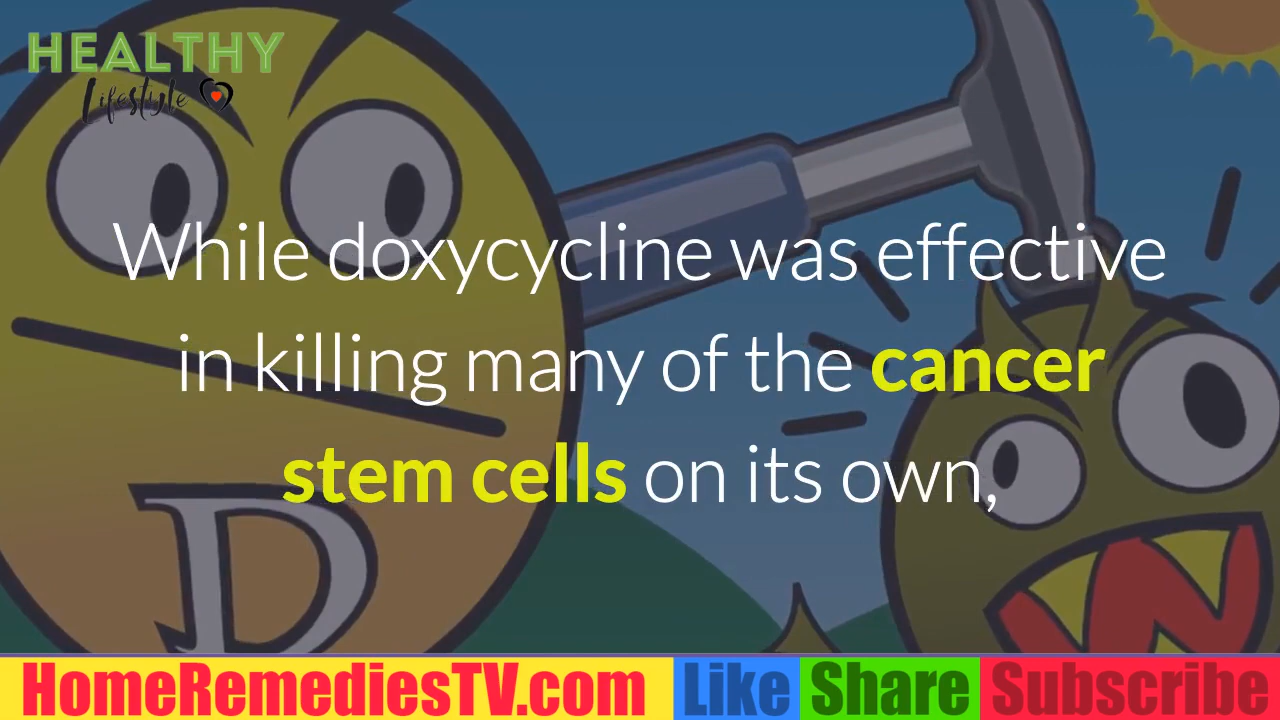 HEALTHY
Lifestyle
While doxycycline was effective
in killing many of the cancer
stem cells on its own,
D
HomeRemediesTV.com Like Share Subscribe